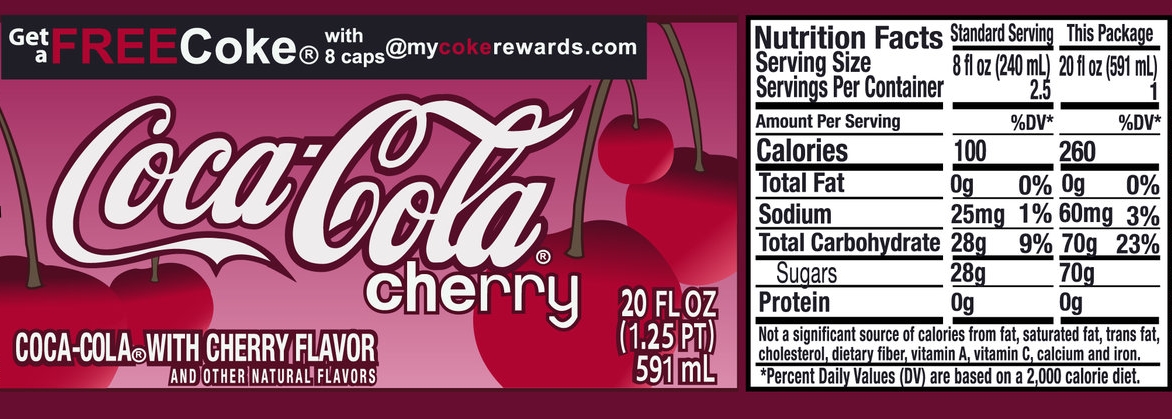 Get a FREE Coke® with 8 caps @mycokerewards.com
Coca-Cola®
cherry
20 FL OZ
(1.25 PT)
591 mL
COCA-COLA® WITH CHERRY FLAVOR
AND OTHER NATURAL FLAVORS
Nutrition Facts Standard Serving This Package
Serving Size 8 fl oz (240 mL) 20 fl oz (591 mL)
Servings Per Container 2.5 1
Amount Per Serving %DV* %DV*
Calories 100 260
Total Fat 0g 0% 0g 0%
Sodium 25mg 1% 60mg 3%
Total Carbohydrate 28g 9% 70g 23%
Sugars 28g 70g
Protein 0g 0g
Not a significant source of calories from fat, saturated fat, trans fat,
cholesterol, dietary fiber, vitamin A, vitamin C, calcium and iron.
*Percent Daily Values (DV) are based on a 2,000 calorie diet.